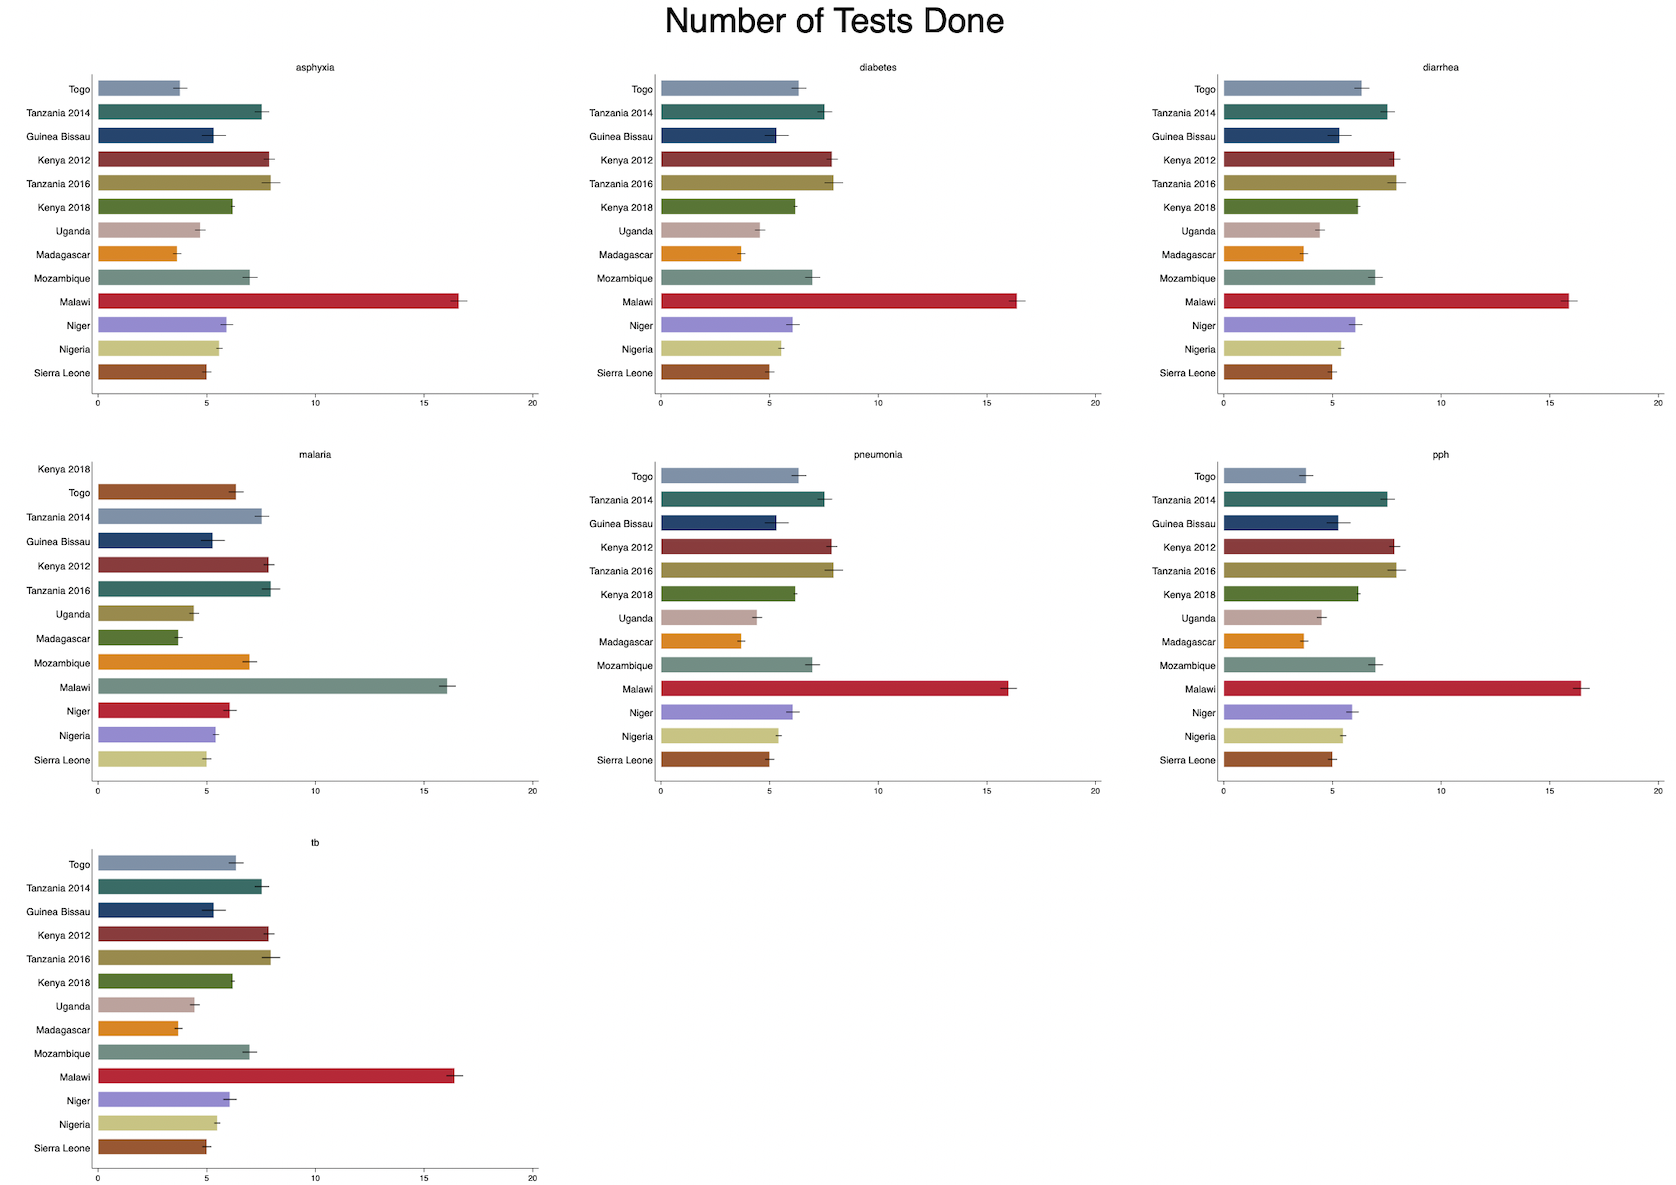 Number of Tests Done
asphyxia
Togo
Tanzania 2014
Guinea Bissau
Kenya 2012
Tanzania 2016
Kenya 2018
Uganda
Madagascar
Mozambique
Malawi
Niger
Nigeria
Sierra Leone
0 5 10 15 20
diabetes
Togo
Tanzania 2014
Guinea Bissau
Kenya 2012
Tanzania 2016
Kenya 2018
Uganda
Madagascar
Mozambique
Malawi
Niger
Nigeria
Sierra Leone
0 5 10 15 20
diarrhea
Togo
Tanzania 2014
Guinea Bissau
Kenya 2012
Tanzania 2016
Kenya 2018
Uganda
Madagascar
Mozambique
Malawi
Niger
Nigeria
Sierra Leone
0 5 10 15 20
malaria
Kenya 2018
Togo
Tanzania 2014
Guinea Bissau
Kenya 2012
Tanzania 2016
Uganda
Madagascar
Mozambique
Malawi
Niger
Nigeria
Sierra Leone
0 5 10 15 20
pneumonia
Togo
Tanzania 2014
Guinea Bissau
Kenya 2012
Tanzania 2016
Kenya 2018
Uganda
Madagascar
Mozambique
Malawi
Niger
Nigeria
Sierra Leone
0 5 10 15 20
pph
Togo
Tanzania 2014
Guinea Bissau
Kenya 2012
Tanzania 2016
Kenya 2018
Uganda
Madagascar
Mozambique
Malawi
Niger
Nigeria
Sierra Leone
0 5 10 15 20
tb
Togo
Tanzania 2014
Guinea Bissau
Kenya 2012
Tanzania 2016
Kenya 2018
Uganda
Madagascar
Mozambique
Malawi
Niger
Nigeria
Sierra Leone
0 5 10 15 20